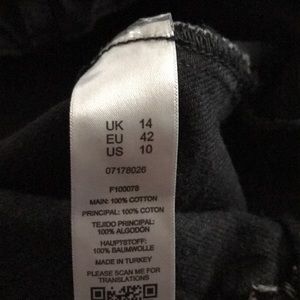 UK 14
EU 42
US 10
07178026
F100078
MAIN: 100% COTTON
PRINCIPAL: 100% COTON
TEJIDO PRINCIPAL:
100% ALGODÓN
HAUPTSTOFF:
100% BAUMWOLLE
MADE IN TURKEY
PLEASE SCAN ME FOR
TRANSLATIONS